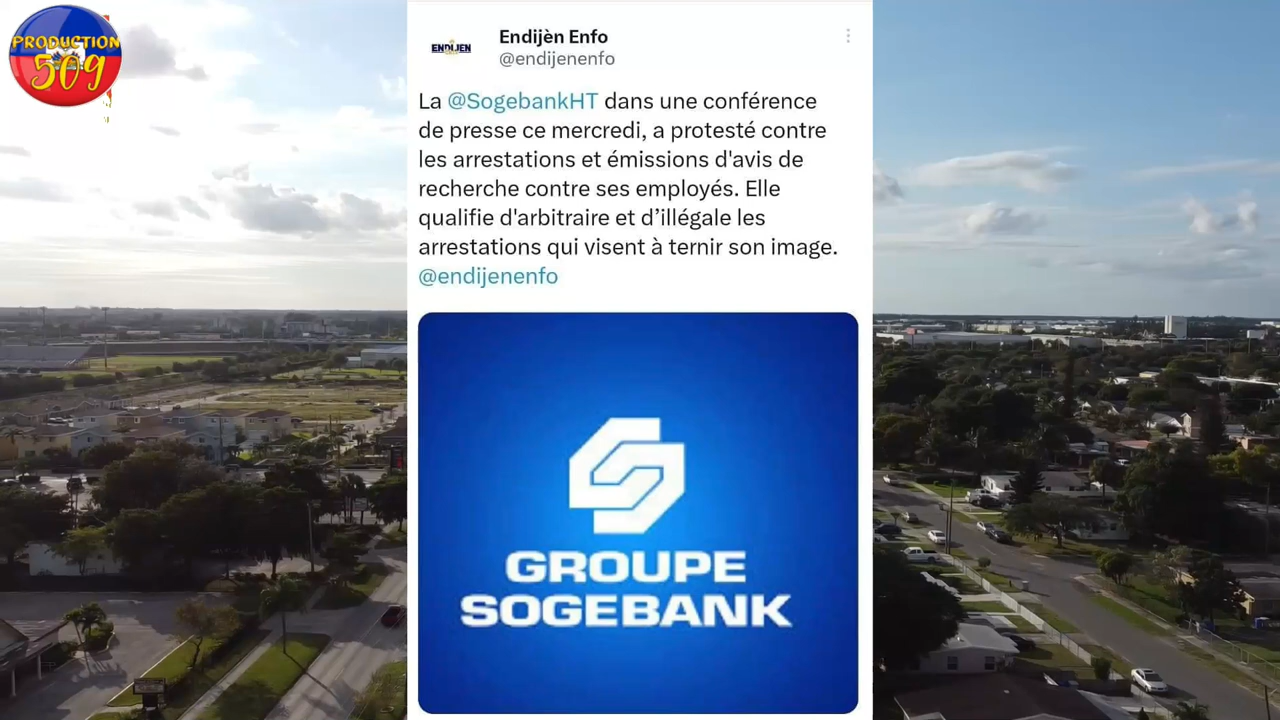 PRODUCTION
509
ENDIJEN
Endijèn Enfo
@endijenenfo
La @SogebankHT dans une conférence
de presse ce mercredi, a protesté contre
les arrestations et émissions d'avis de
recherche contre ses employés. Elle
qualifie d'arbitraire et d’illégale les
arrestations qui visent à ternir son image.
@endijenenfo
GROUPE
SOGEBANK